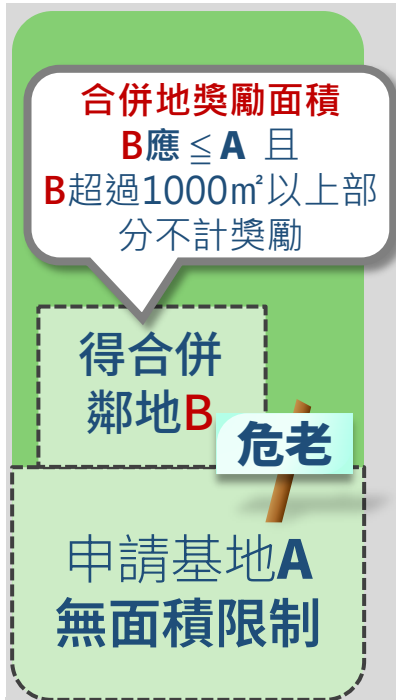 合併地獎勵面積
B應≦A 且
B超過1000㎡以上部
分不計獎勵
得合併
鄰地B
危老
申請基地A
無面積限制